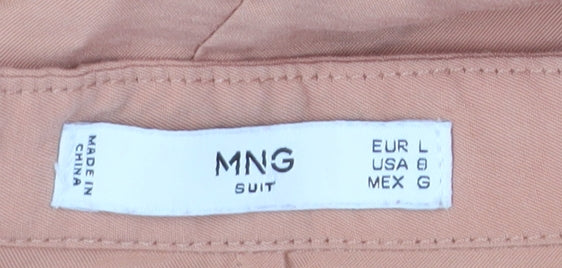 MADE IN
CHINA
MNG
SUIT
EUR L
USA 8
MEX G